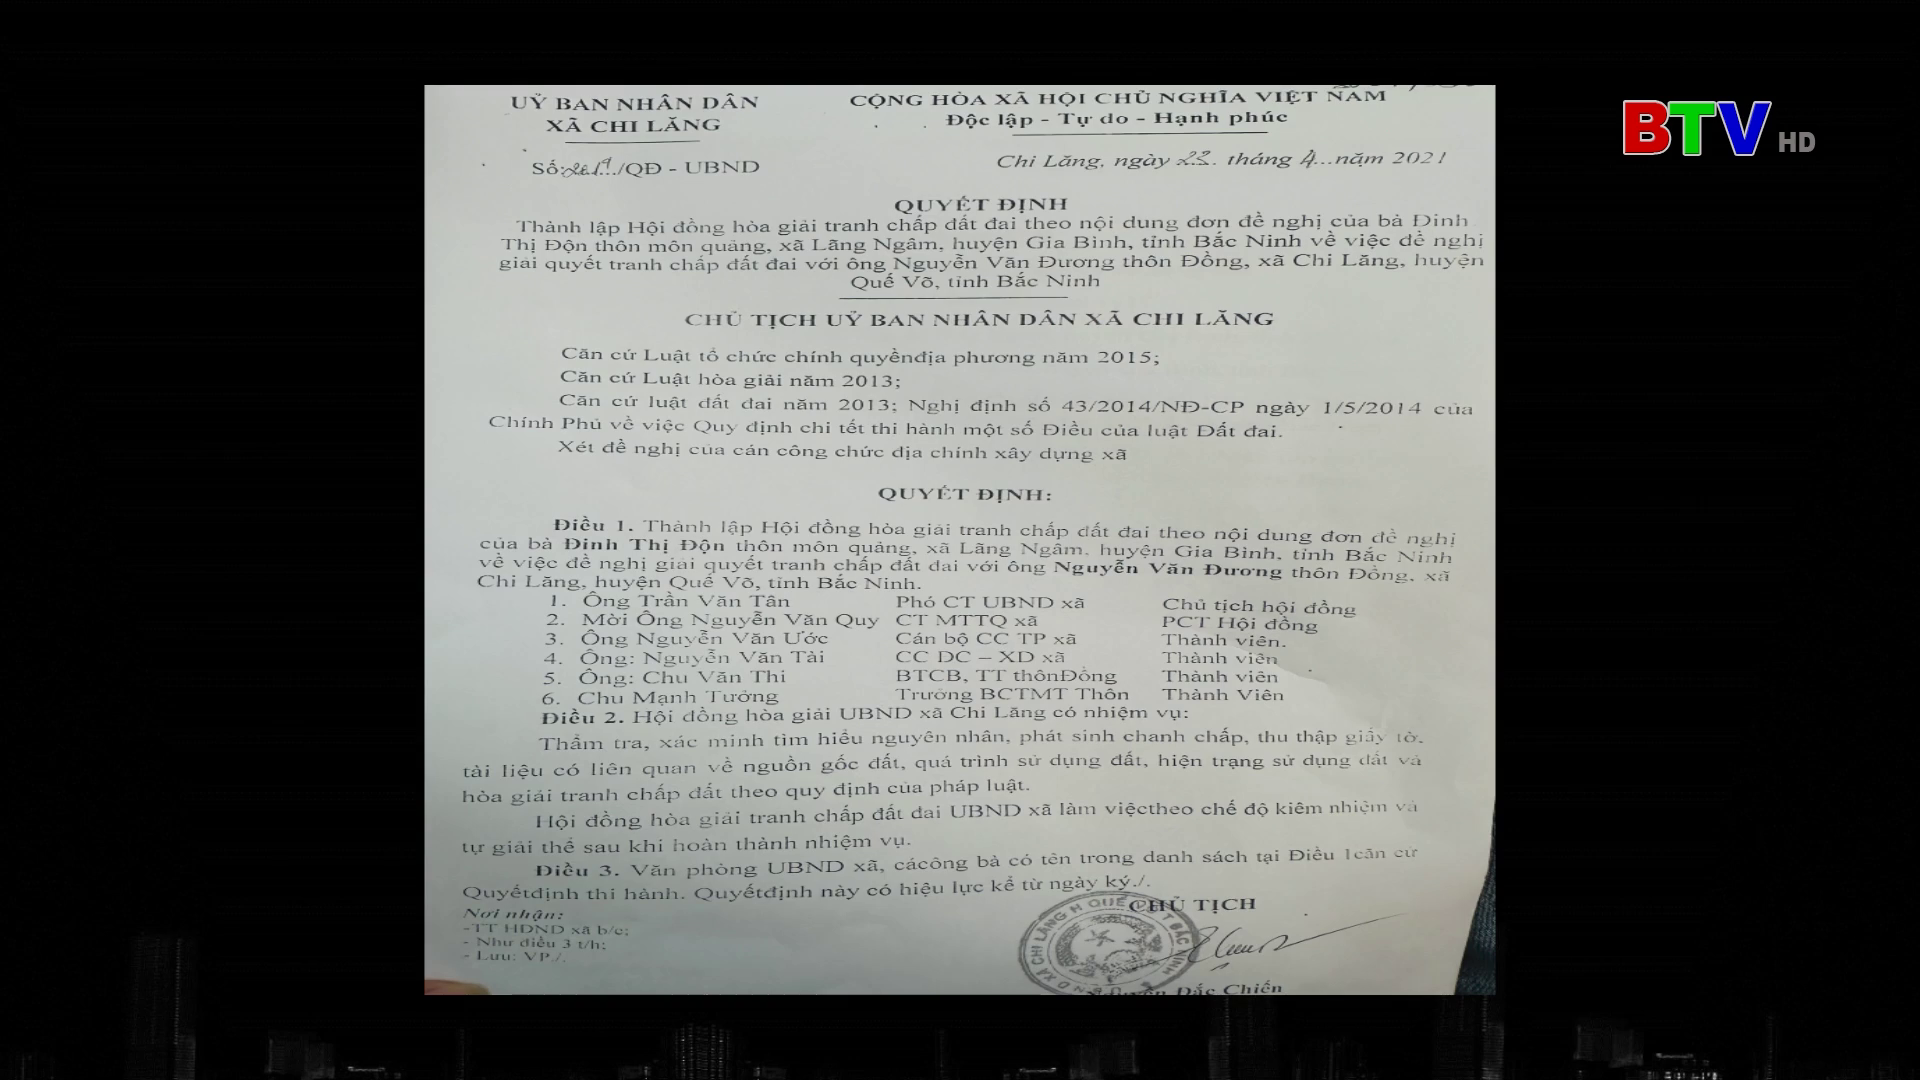 BTV HD
UỶ BAN NHÂN DÂN
XÃ CHI LĂNG
CỘNG HÒA XÃ HỘI CHỦ NGHĨA VIỆT NAM
Độc lập - Tự do - Hạnh phúc
Số: /QĐ - UBND
Chi Lăng, ngày 23 tháng 4 năm 2021
QUYẾT ĐỊNH
Thành lập Hội đồng hòa giải tranh chấp đất đai theo nội dung đơn đề nghị của bà Đinh
Thị Độn thôn môn quảng, xã Lãng Ngâm, huyện Gia Bình, tỉnh Bắc Ninh về việc đề nghị
giải quyết tranh chấp đất đai với ông Nguyễn Văn Đương thôn Đồng, xã Chi Lăng, huyện
Quế Võ, tỉnh Bắc Ninh
CHỦ TỊCH UỶ BAN NHÂN DÂN XÃ CHI LĂNG
Căn cứ Luật tổ chức chính quyềnđịa phương năm 2015;
Căn cứ Luật hòa giải năm 2013;
Căn cứ luật đất đai năm 2013; Nghị định số 43/2014/NĐ-CP ngày 1/5/2014 của
Chính Phủ về việc Quy định chi tết thi hành một số Điều của luật Đất đai.
Xét đề nghị của cán công chức địa chính xây dựng xã
QUYẾT ĐỊNH:
Điều 1. Thành lập Hội đồng hòa giải tranh chấp đất đai theo nội dung đơn đề nghị
của bà Đinh Thị Độn thôn môn quảng, xã Lãng Ngâm, huyện Gia Bình, tỉnh Bắc Ninh
về việc đề nghị giải quyết tranh chấp đất đai với ông Nguyễn Văn Đương thôn Đồng, xã
Chi Lăng, huyện Quế Võ, tỉnh Bắc Ninh.
1. Ông Trần Văn Tân Phó CT UBND xã Chủ tịch hội đồng
2. Mời Ông Nguyễn Văn Quy CT MTTQ xã PCT Hội đồng
3. Ông Nguyễn Văn Ước Cán bộ CC TP xã Thành viên.
4. Ông: Nguyễn Văn Tài CC DC – XD xã Thành viên
5. Ông: Chu Văn Thi BTCB, TT thônĐồng Thành viên
6. Chu Mạnh Tướng Trưởng BCTMT Thôn Thành Viên
Điều 2. Hội đồng hòa giải UBND xã Chi Lăng có nhiệm vụ:
Thẩm tra, xác minh tìm hiểu nguyên nhân, phát sinh chanh chấp, thu thập giấy tờ.
tài liệu có liên quan về nguồn gốc đất, quá trình sử dụng đất, hiện trạng sử dụng đất và
hòa giải tranh chấp đất theo quy định của pháp luật.
Hội đồng hòa giải tranh chấp đất đai UBND xã làm việctheo chế độ kiêm nhiệm và
tự giải thể sau khi hoàn thành nhiệm vụ.
Điều 3. Văn phòng UBND xã, cácông bà có tên trong danh sách tại Điều 1căn cứ
Quyếtđịnh thi hành. Quyếtđịnh này có hiệu lực kể từ ngày ký./.
Nơi nhận:
-TT HĐND xã b/c;
- Như điều 3 t/h;
- Lưu: VP./.
CHỦ TỊCH
Đắc Chiến